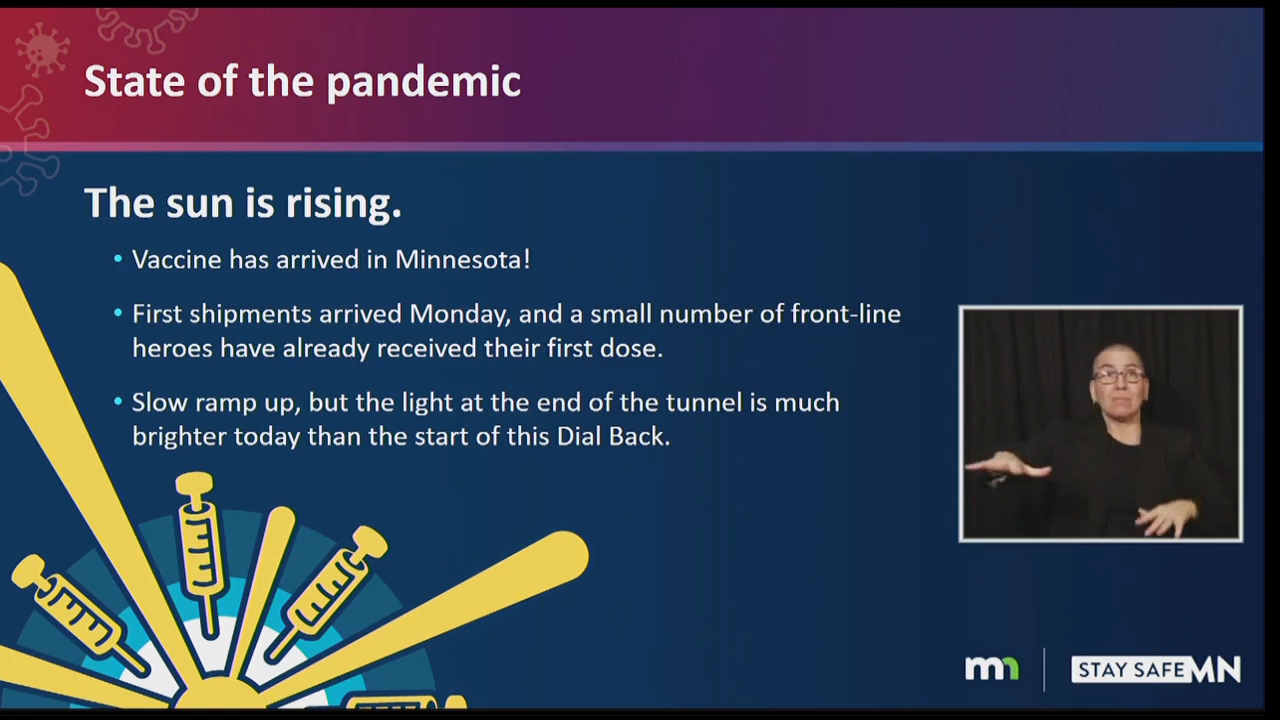 State of the pandemic
The sun is rising.
• Vaccine has arrived in Minnesota!
• First shipments arrived Monday, and a small number of front-line
heroes have already received their first dose.
• Slow ramp up, but the light at the end of the tunnel is much
brighter today than the start of this Dial Back.
mn
STAY SAFE MN